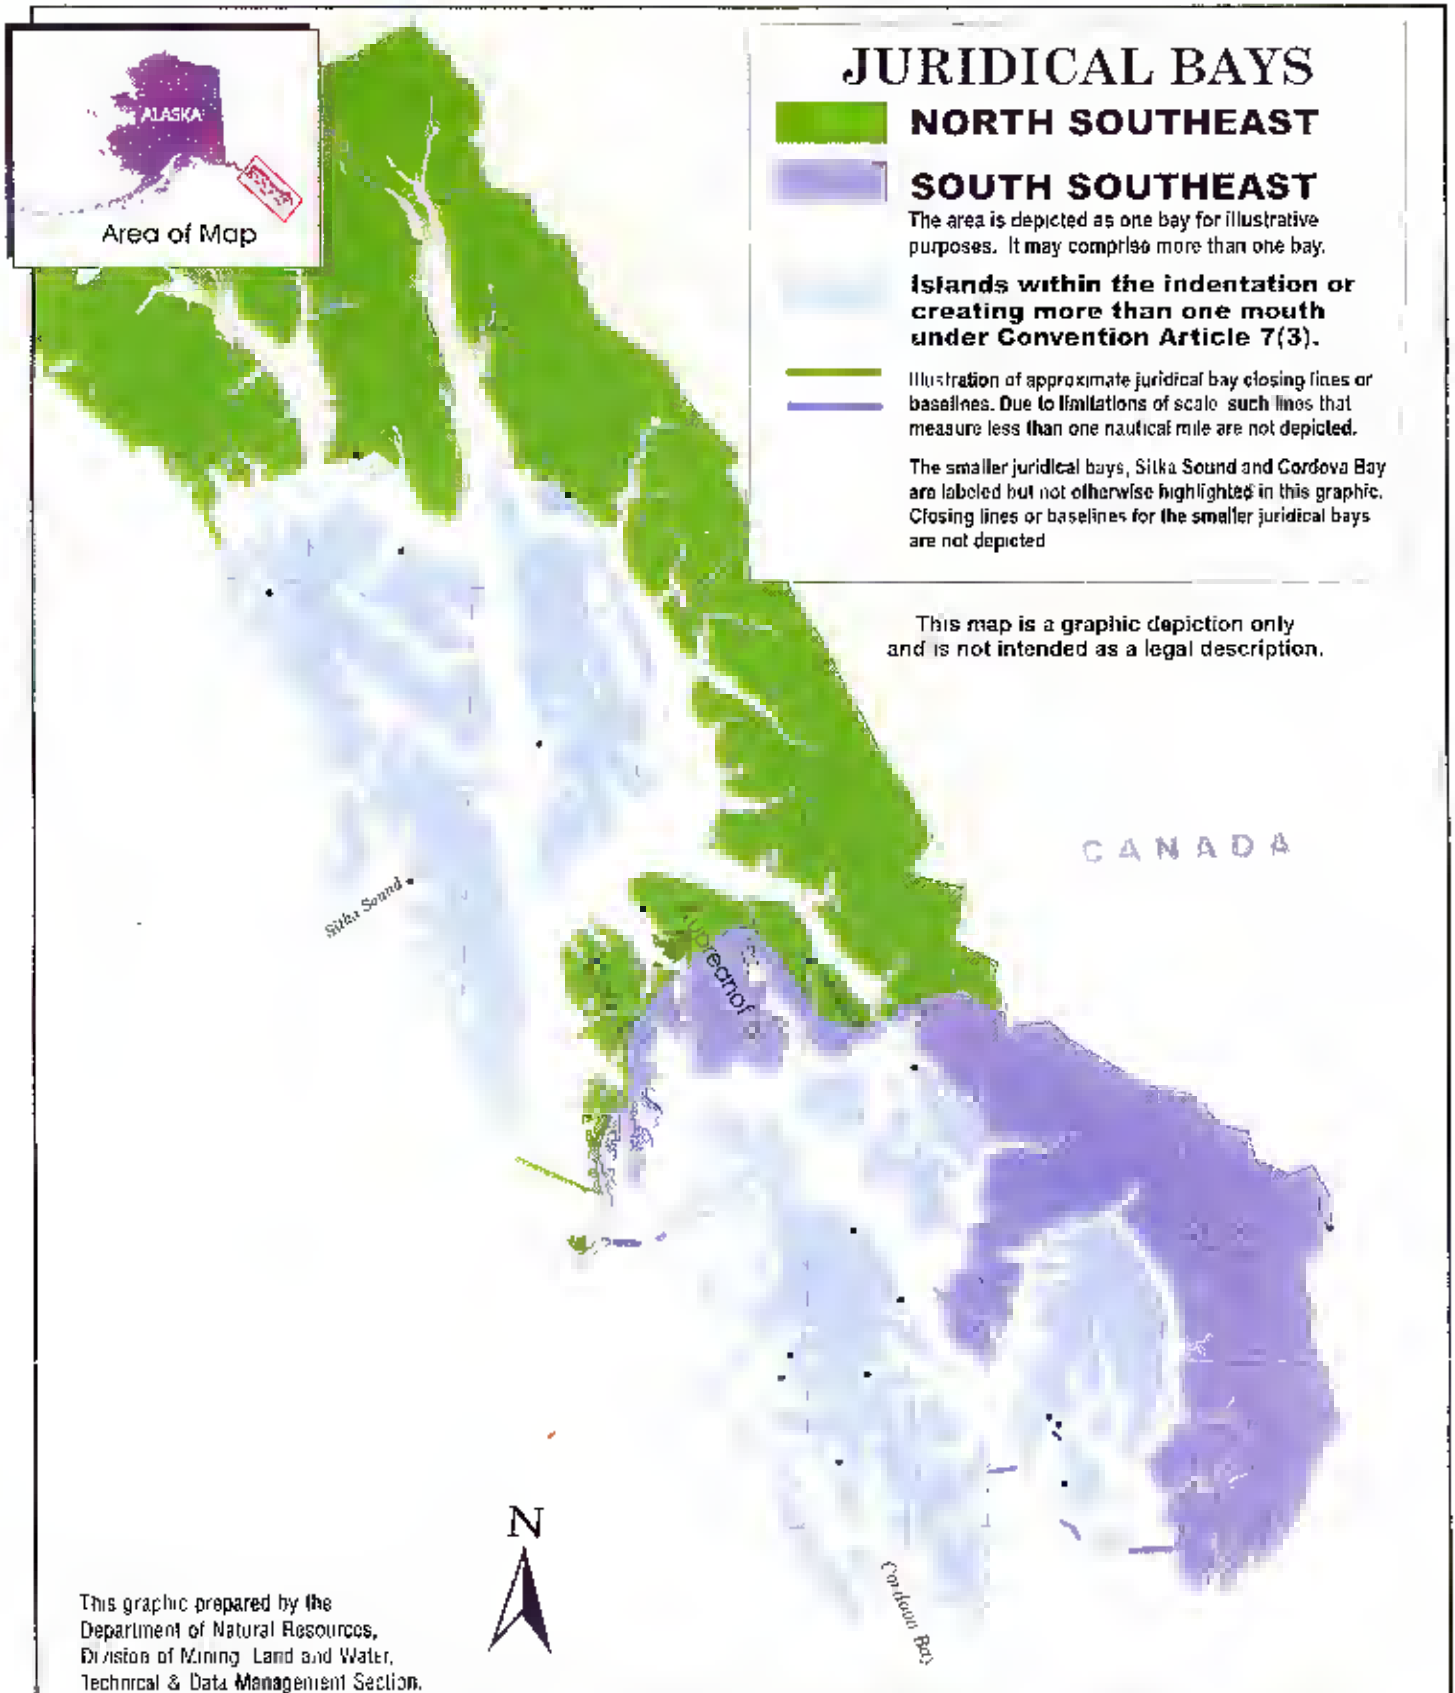 ALASKA
Area of Map
JURIDICAL BAYS
NORTH SOUTHEAST
SOUTH SOUTHEAST
The area is depicted as one bay for illustrative
purposes. It may comprise more than one bay.
Islands within the indentation or
creating more than one mouth
under Convention Article 7(3).
Illustration of approximate juridical bay closing lines or
baselines. Due to limitations of scale such lines that
measure less than one nautical mile are not depicted.
The smaller juridical bays, Sitka Sound and Cordova Bay
are labeled but not otherwise highlighted in this graphic.
Closing lines or baselines for the smaller juridical bays
are not depicted
This map is a graphic depiction only
and is not intended as a legal description.
CANADA
Sitka Sound
Kupreanof
Cordova Bay
N
This graphic prepared by the
Department of Natural Resources,
Division of Mining Land and Water,
Technical & Data Management Section.